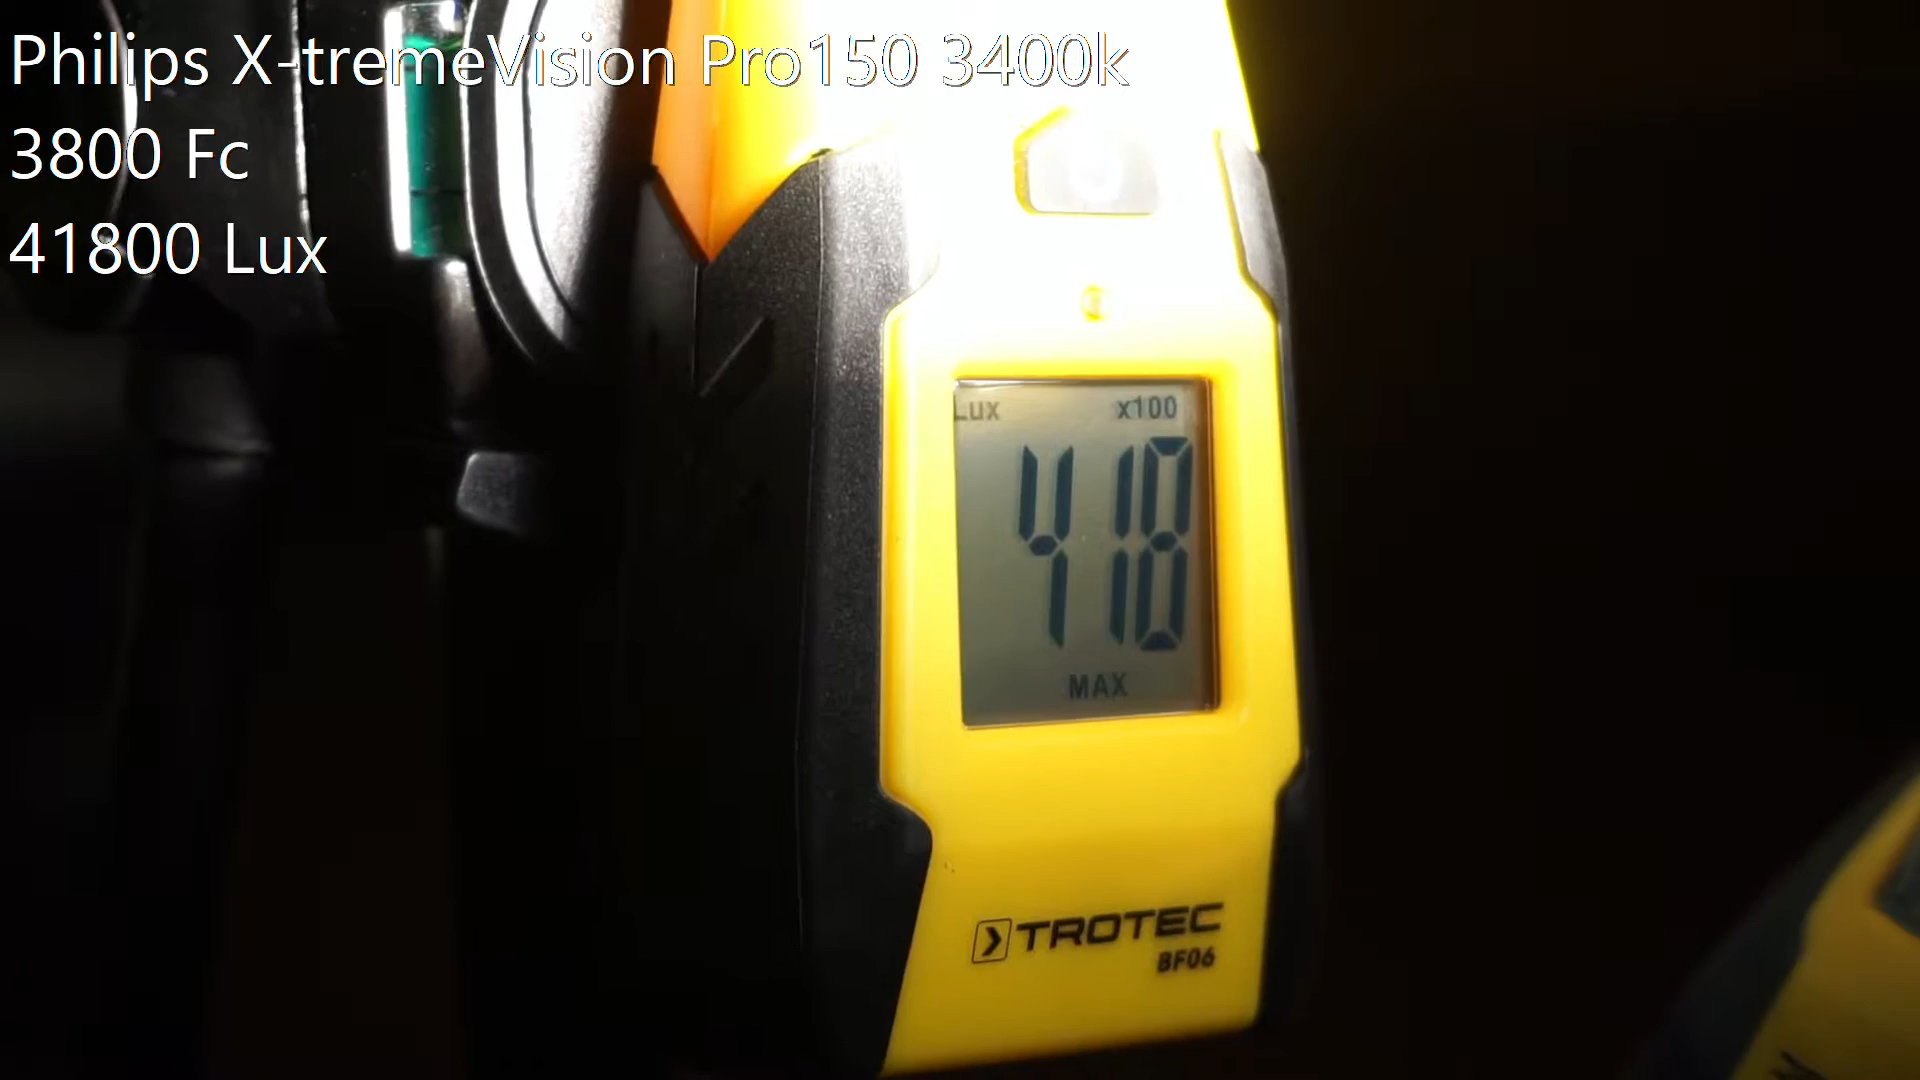 Philips X-tremeVision Pro150 3400k
3800 Fc
41800 Lux
Lux x100
418
MAX
TROTEC
BF06